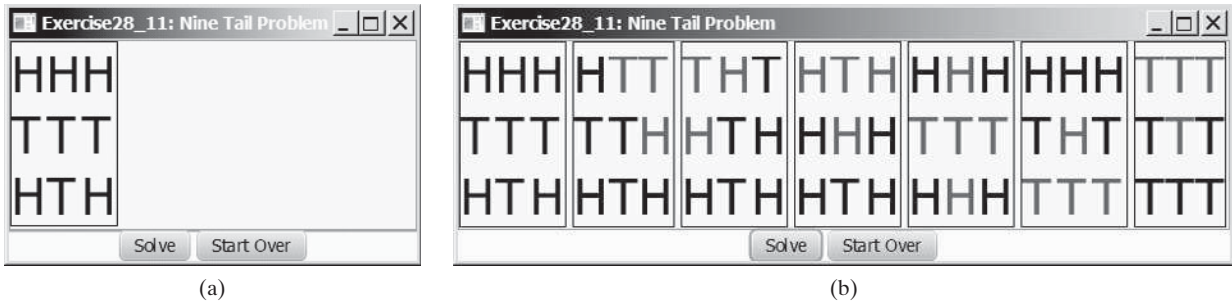 Exercise28_11: Nine Tail Problem
HHH
TTT
HTH
Solve Start Over
(a)
Exercise28_11: Nine Tail Problem
HHH HTT THT HTH HHH HHH TTT
TTT TTH HTH HHH TTT THT TTT
HTH HTH HTH HTH HHH TTT TTT
Solve Start Over
(b)